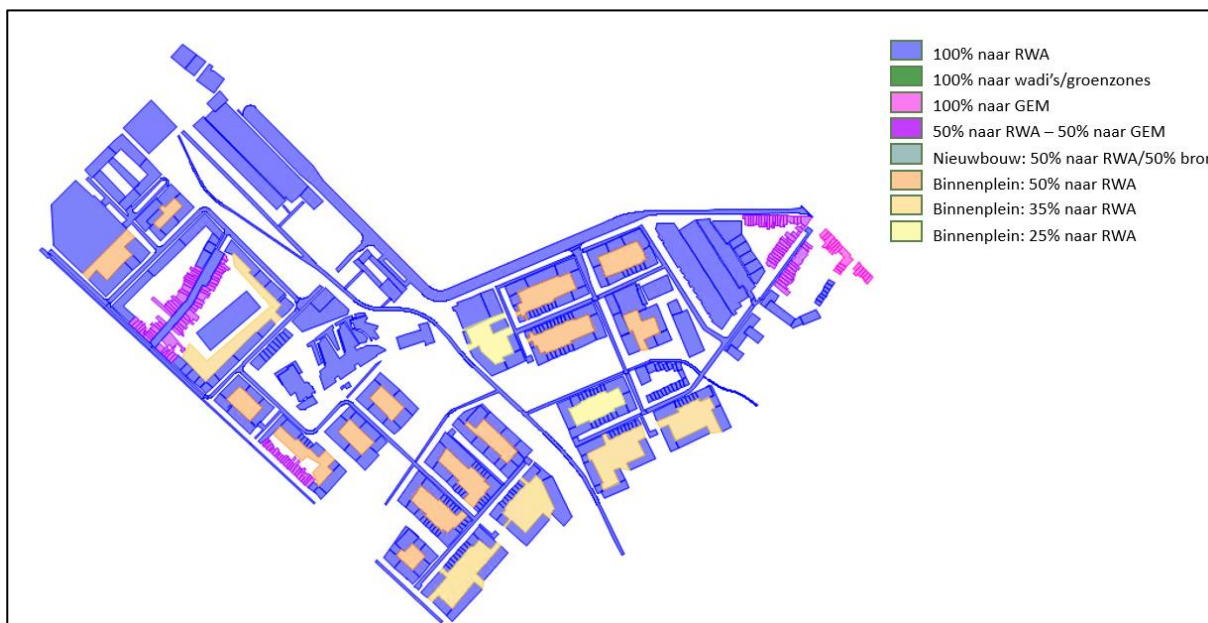 100% naar RWA
100% naar wadi's/groenzones
100% naar GEM
50% naar RWA – 50% naar GEM
Nieuwbouw: 50% naar RWA/50% bron
Binnenplein: 50% naar RWA
Binnenplein: 35% naar RWA
Binnenplein: 25% naar RWA